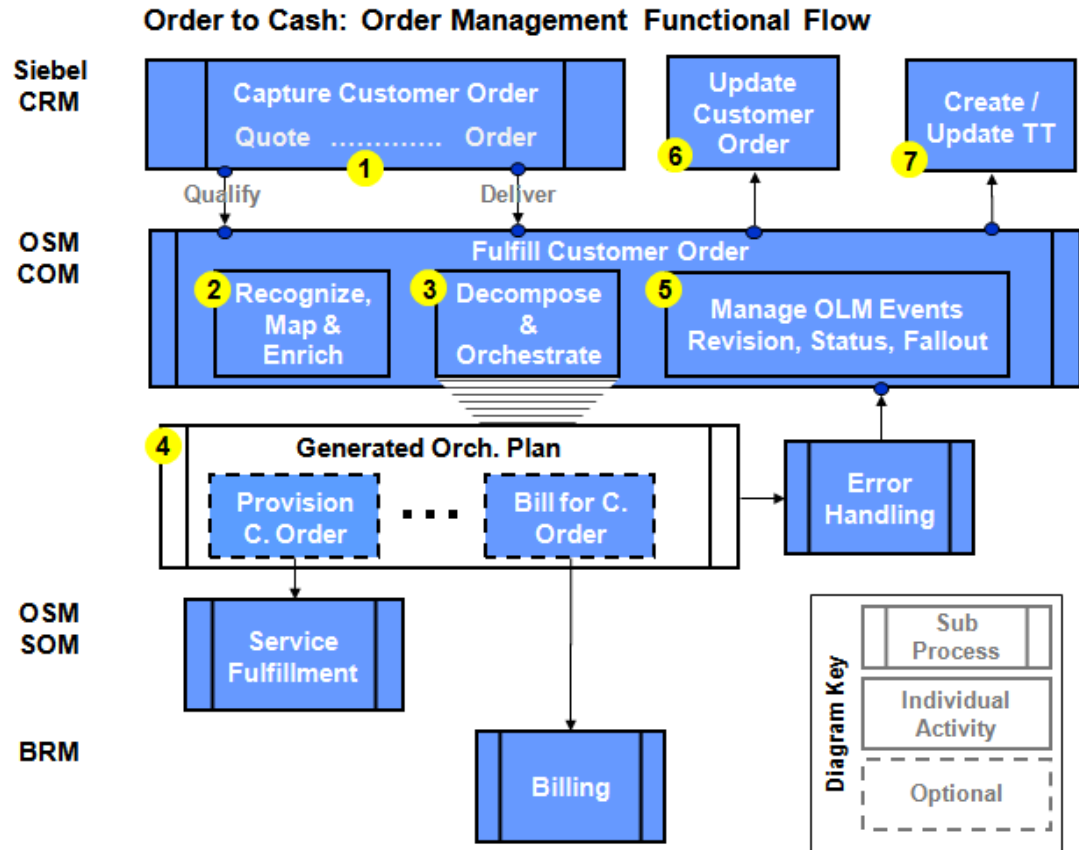 Order to Cash: Order Management Functional Flow
Siebel
CRM
Capture Customer Order
Quote ............. Order
1
Update
Customer
Order
6
Create /
Update TT
7
Qualify
Deliver
OSM
COM
Fulfill Customer Order
2
Recognize,
Map &
Enrich
3
Decompose
&
Orchestrate
5
Manage OLM Events
Revision, Status, Fallout
4
Generated Orch. Plan
Provision
C. Order
...
Bill for C.
Order
Error
Handling
OSM
SOM
Service
Fulfillment
BRM
Billing
Diagram Key
Sub
Process
Individual
Activity
Optional